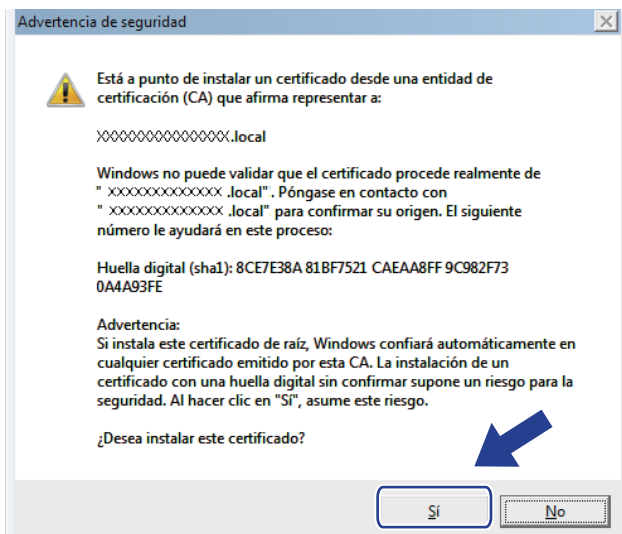 Advertencia de seguridad
Está a punto de instalar un certificado desde una entidad de
certificación (CA) que afirma representar a:
XXXXXXXXXXXXXXXX.local
Windows no puede validar que el certificado procede realmente de
" XXXXXXXXXXXXX .local". Póngase en contacto con
" XXXXXXXXXXXXX .local" para confirmar su origen. El siguiente
número le ayudará en este proceso:
Huella digital (sha1): 8CE7E38A 81BF7521 CAEAA8FF 9C982F73
0A4A93FE
Advertencia:
Si instala este certificado de raíz, Windows confiará automáticamente en
cualquier certificado emitido por esta CA. La instalación de un
certificado con una huella digital sin confirmar supone un riesgo para la
seguridad. Al hacer clic en "Sí", asume este riesgo.
¿Desea instalar este certificado?
Sí No